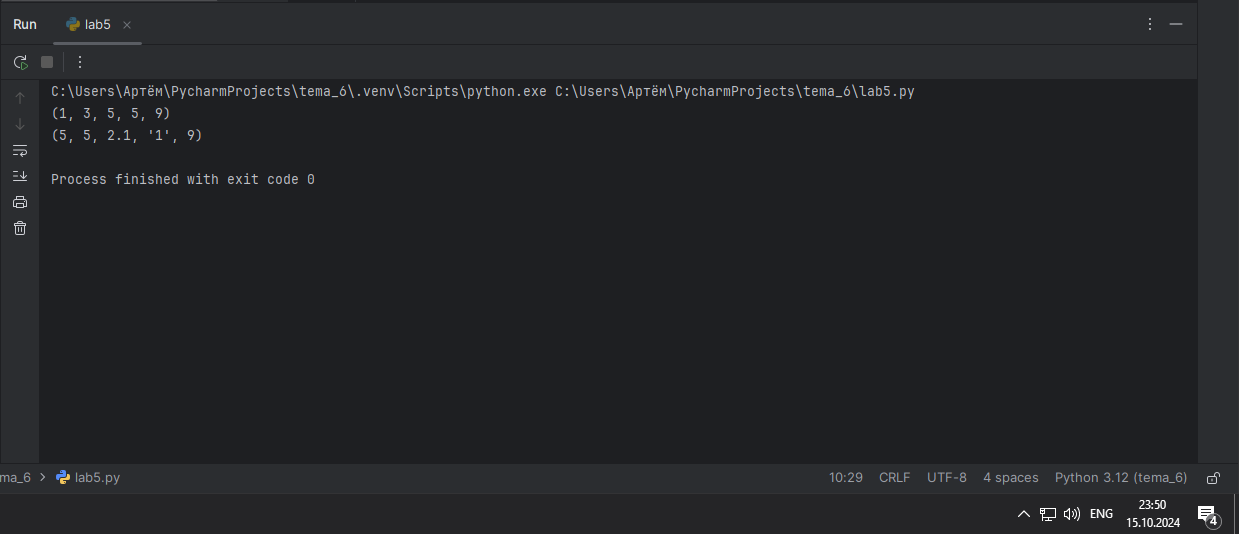 Run lab5
C:\Users\Артём\PycharmProjects\tema_6\.venv\Scripts\python.exe C:\Users\Артём\PycharmProjects\tema_6\lab5.py
(1, 3, 5, 5, 9)
(5, 5, 2.1, '1', 9)
Process finished with exit code 0
ma_6 > lab5.py 10:29 CRLF UTF-8 4 spaces Python 3.12 (tema_6)
ENG 23:50 4
15.10.2024